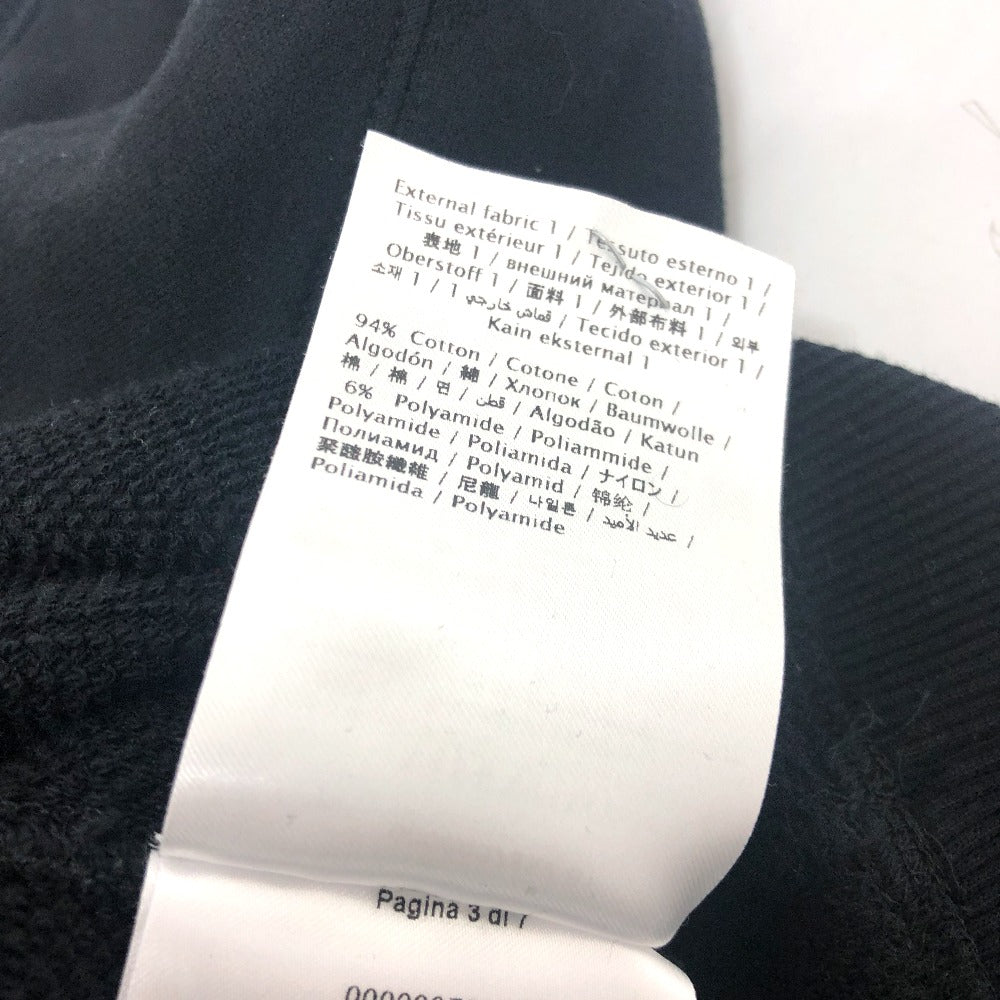 External fabric 1 / Tessuto esterno 1 /
Tissu extérieur 1 / Tejido exterior 1 /
表地 1 / внешний материал 1 /
Oberstoff 1 / 面料 1 / 外部布料 1 / 외부
소재 1 / قماش خارجي 1 / Tecido exterior 1 /
Kain eksternal 1
94% Cotton / Cotone / Coton /
Algodón / 綿 / Хлопок / Baumwolle /
棉 / 棉 / 면 / قطن / Algodão / Katun
6% Polyamide / Poliammide /
Polyamide / Poliamida / ナイロン /
Полиамид / Polyamid / 锦纶 /
聚醯胺纖維 / 尼龍 / 나일론 /
Poliamida / Polyamide
Pagina 3 di 7